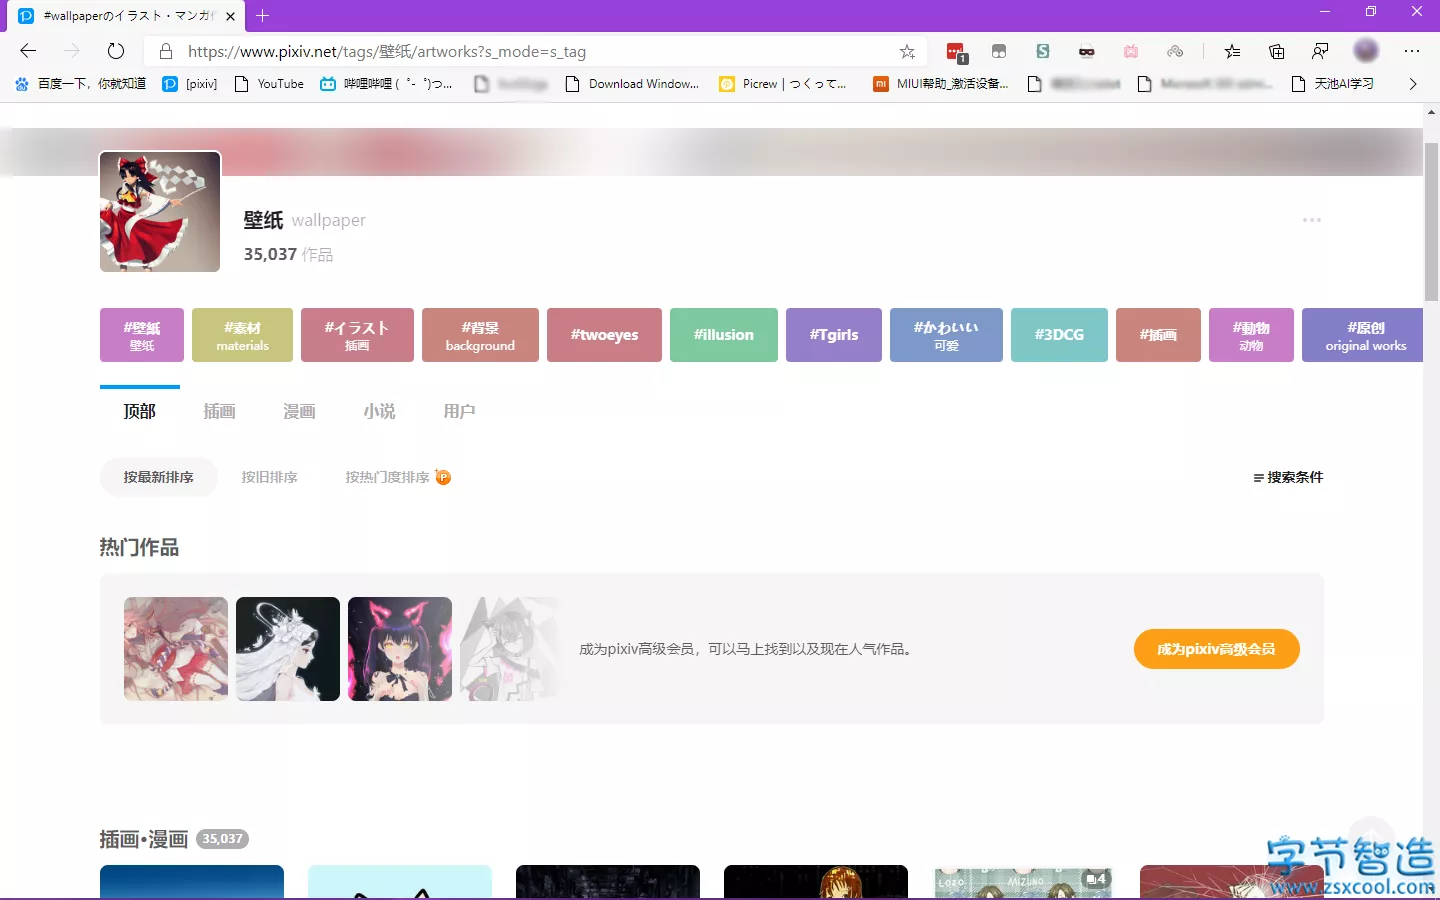 #wallpaperのイラスト・マンガ
https://www.pixiv.net/tags/壁纸/artworks?s_mode=s_tag
1
百度一下，你就知道
[pixiv]
YouTube
哔哩哔哩 (゜-゜)つ...
Download Window...
Picrew｜つくって...
MIUI帮助_激活设备...
天池AI学习
壁纸 wallpaper
35,037 作品
#壁紙
壁纸
#素材
materials
#イラスト
插画
#背景
background
#twoeyes
#illusion
#Tgirls
#かわいい
可爱
#3DCG
#插画
#動物
动物
#原创
original works
顶部
插画
漫画
小说
用户
按最新排序
按旧排序
按热门度排序
搜索条件
热门作品
成为pixiv高级会员，可以马上找到以及现在人气作品。
成为pixiv高级会员
插画•漫画 35,037
LOZO
MIZUNO
4
字节智造
www.zsxcool.com